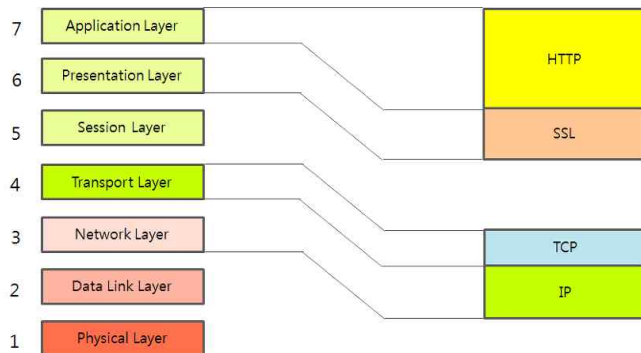 7 Application Layer
HTTP
6 Presentation Layer
5 Session Layer
SSL
4 Transport Layer
3 Network Layer
TCP
2 Data Link Layer
IP
1 Physical Layer